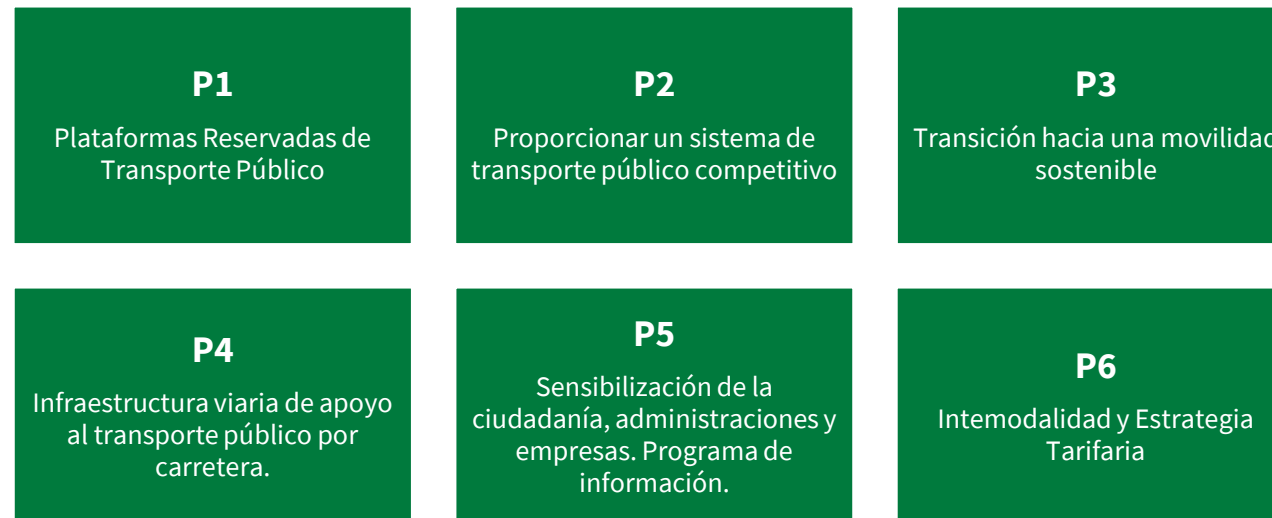 P1
Plataformas Reservadas de
Transporte Público
P2
Proporcionar un sistema de
transporte público competitivo
P3
Transición hacia una movilidad
sostenible
P4
Infraestructura viaria de apoyo
al transporte público por
carretera.
P5
Sensibilización de la
ciudadanía, administraciones y
empresas. Programa de
información.
P6
Intemodalidad y Estrategia
Tarifaria